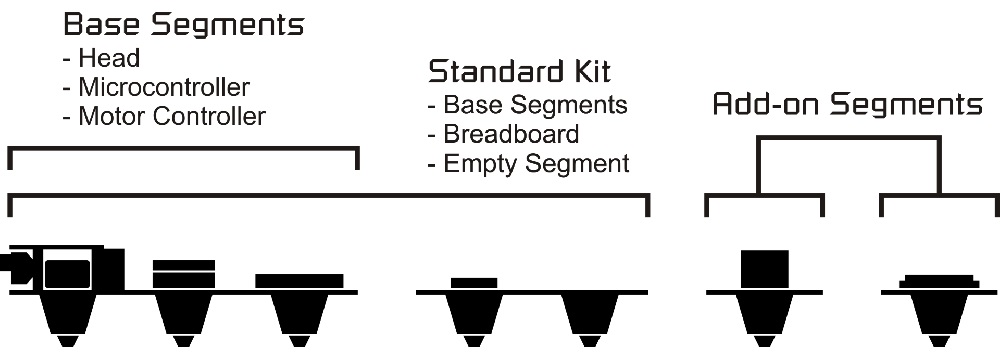 Base Segments
- Head
- Microcontroller
- Motor Controller
Standard Kit
- Base Segments
- Breadboard
- Empty Segment
Add-on Segments